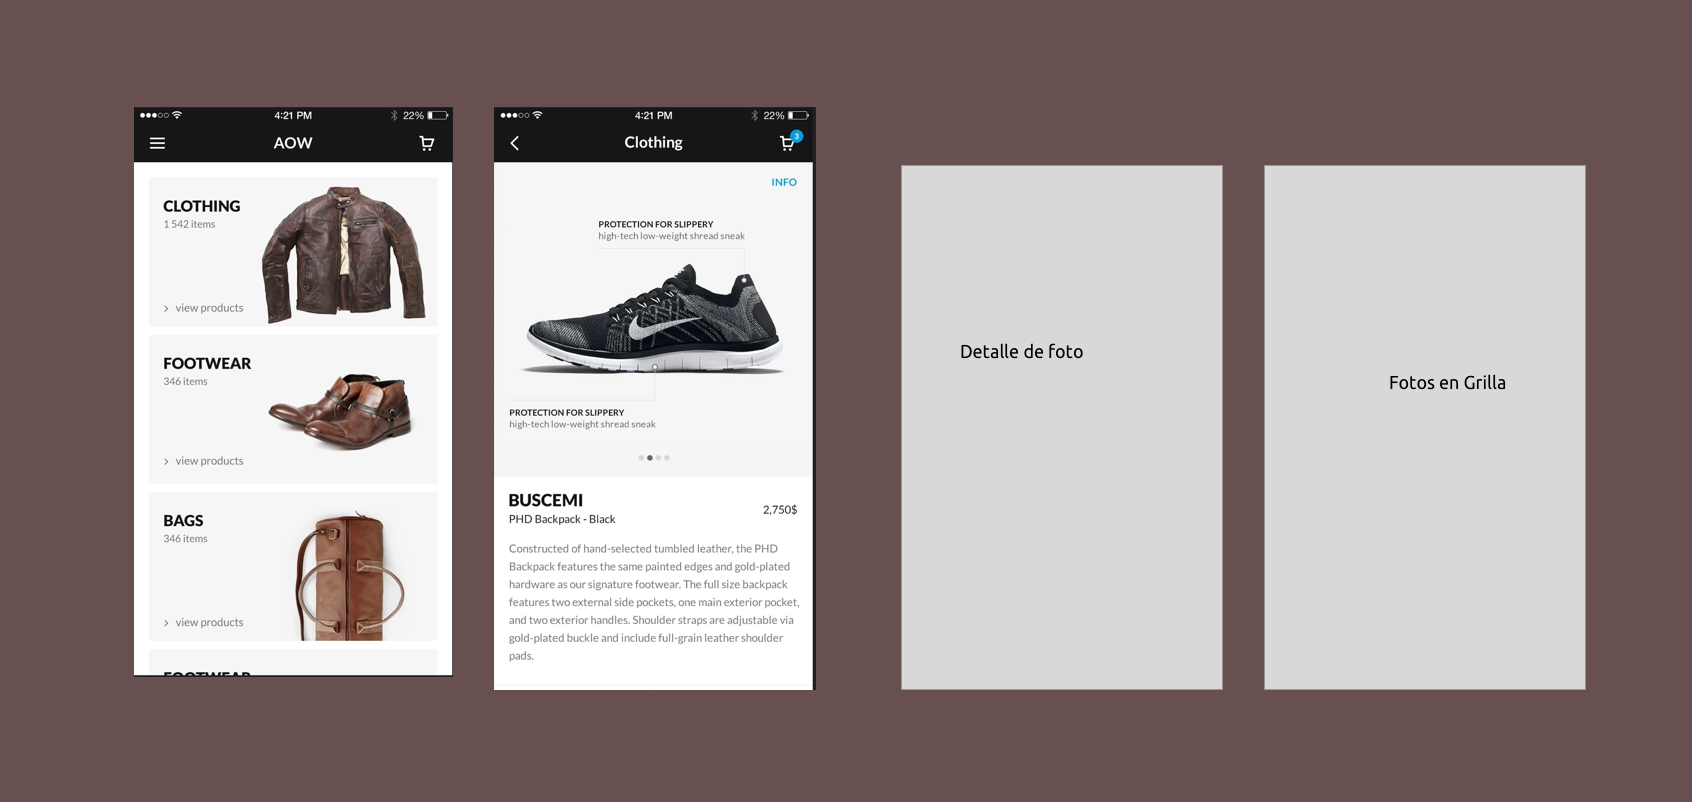 4:21 PM
22%
AOW
CLOTHING
1 542 items
view products
FOOTWEAR
346 items
view products
BAGS
346 items
view products
FOOTWEAR
4:21 PM
22%
Clothing
3
INFO
PROTECTION FOR SLIPPERY
high-tech low-weight shread sneak
PROTECTION FOR SLIPPERY
high-tech low-weight shread sneak
BUSCEMI
PHD Backpack - Black
2,750$
Constructed of hand-selected tumbled leather, the PHD
Backpack features the same painted edges and gold-plated
hardware as our signature footwear. The full size backpack
features two external side pockets, one main exterior pocket,
and two exterior handles. Shoulder straps are adjustable via
gold-plated buckle and include full-grain leather shoulder
pads.
Detalle de foto
Fotos en Grilla